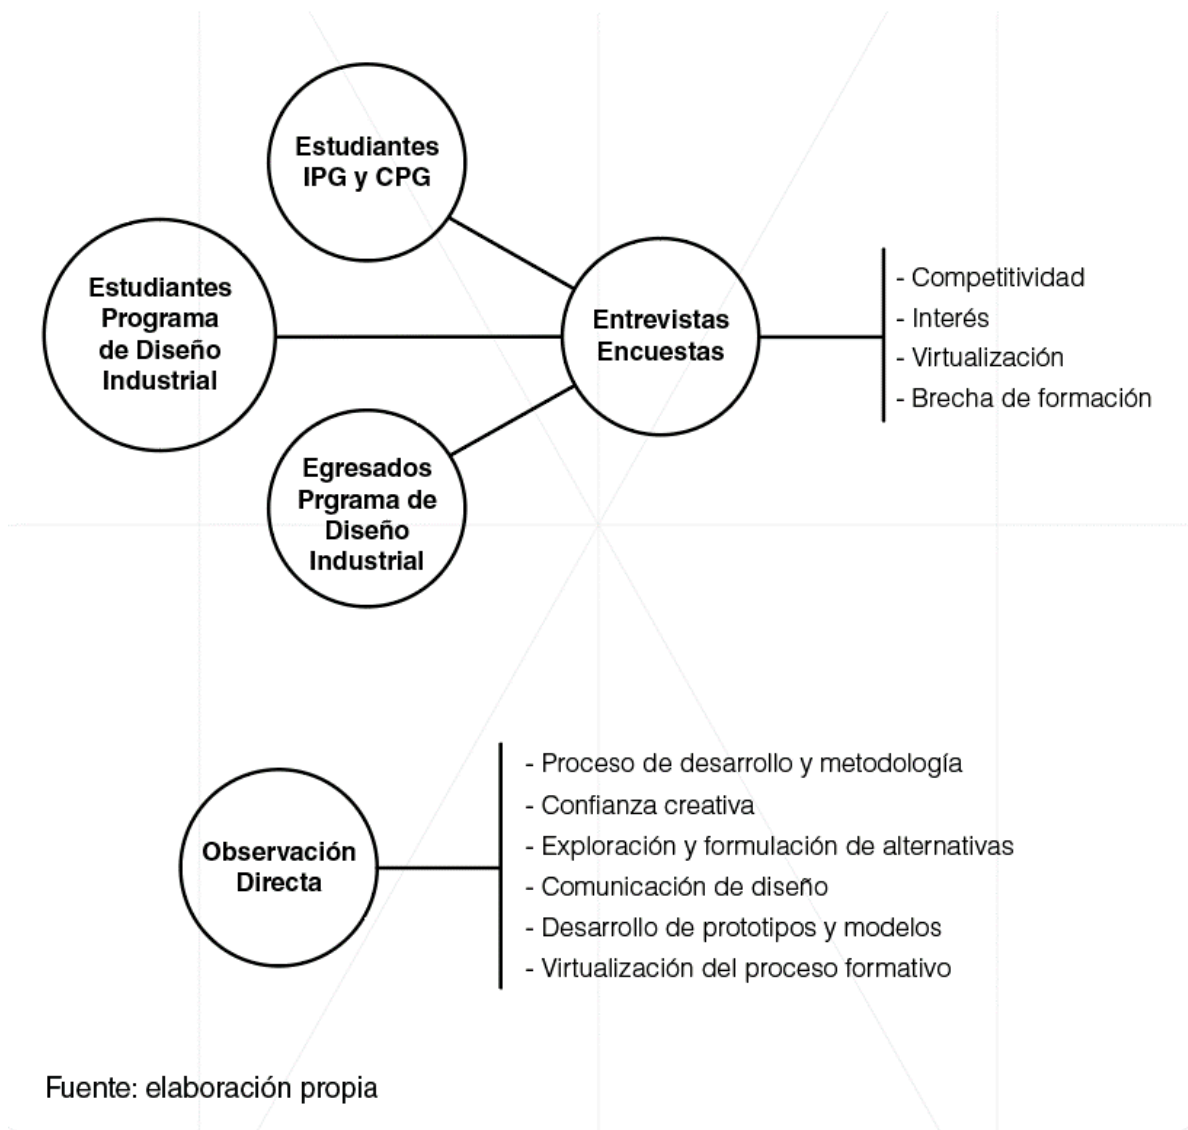 Estudiantes
IPG y CPG
Estudiantes
Programa
de Diseño
Industrial
Entrevistas
Encuestas
- Competitividad
- Interés
- Virtualización
- Brecha de formación
Egresados
Prgrama de
Diseño
Industrial
Observación
Directa
- Proceso de desarrollo y metodología
- Confianza creativa
- Exploración y formulación de alternativas
- Comunicación de diseño
- Desarrollo de prototipos y modelos
- Virtualización del proceso formativo
Fuente: elaboración propia